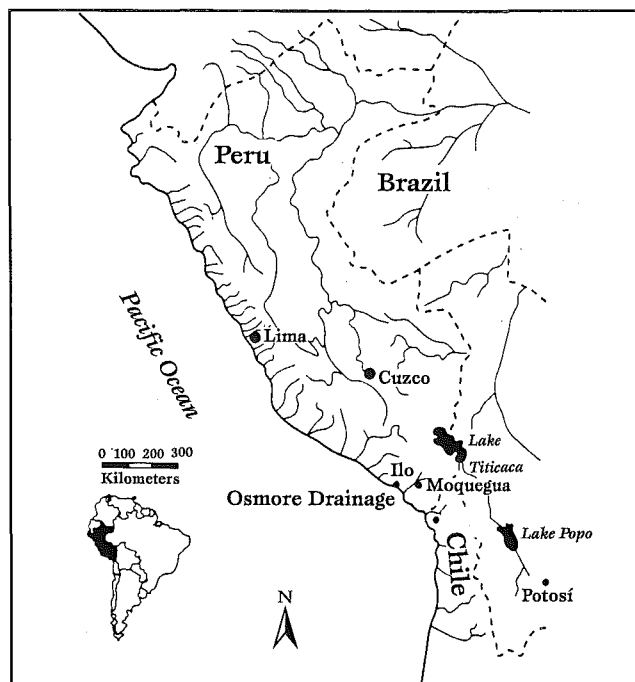 Peru
Brazil
Pacific Ocean
Lima
Cuzco
0 100 200 300
Kilometers
Lake
Titicaca
Ilo
Moquegua
Osmore Drainage
Chile
Lake Popo
Potosí
N